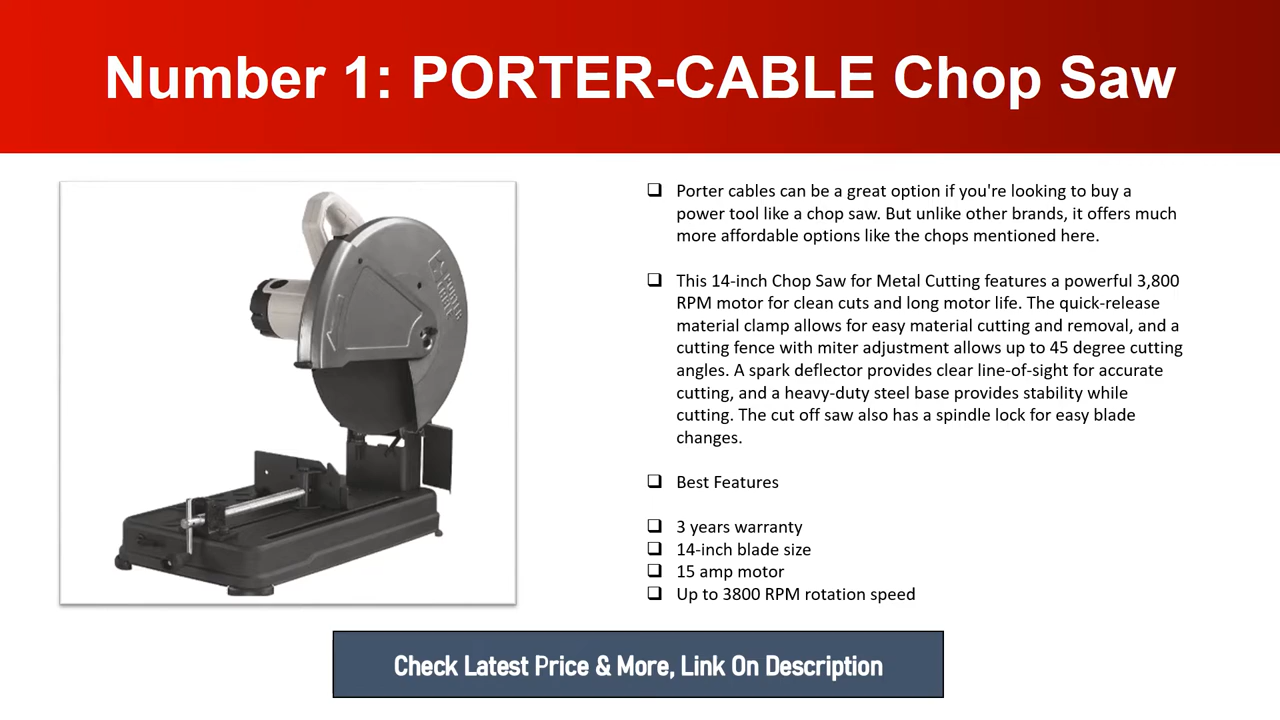 Number 1: PORTER-CABLE Chop Saw
Porter cables can be a great option if you're looking to buy a
power tool like a chop saw. But unlike other brands, it offers much
more affordable options like the chops mentioned here.
This 14-inch Chop Saw for Metal Cutting features a powerful 3,800
RPM motor for clean cuts and long motor life. The quick-release
material clamp allows for easy material cutting and removal, and a
cutting fence with miter adjustment allows up to 45 degree cutting
angles. A spark deflector provides clear line-of-sight for accurate
cutting, and a heavy-duty steel base provides stability while
cutting. The cut off saw also has a spindle lock for easy blade
changes.
Best Features
3 years warranty
14-inch blade size
15 amp motor
Up to 3800 RPM rotation speed
PORTER
CABLE
Check Latest Price & More, Link On Description